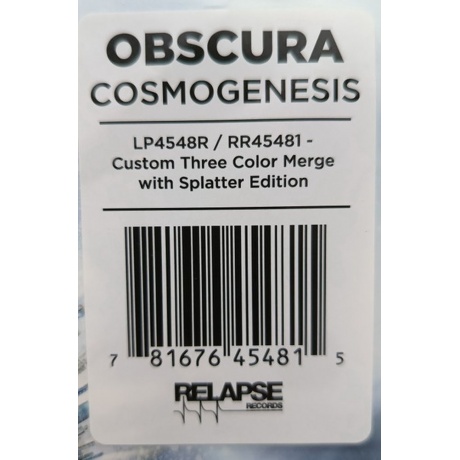 OBSCURA
COSMOGENESIS
LP4548R / RR45481 -
Custom Three Color Merge
with Splatter Edition
7 81676 45481 5
RELAPSE
RECORDS